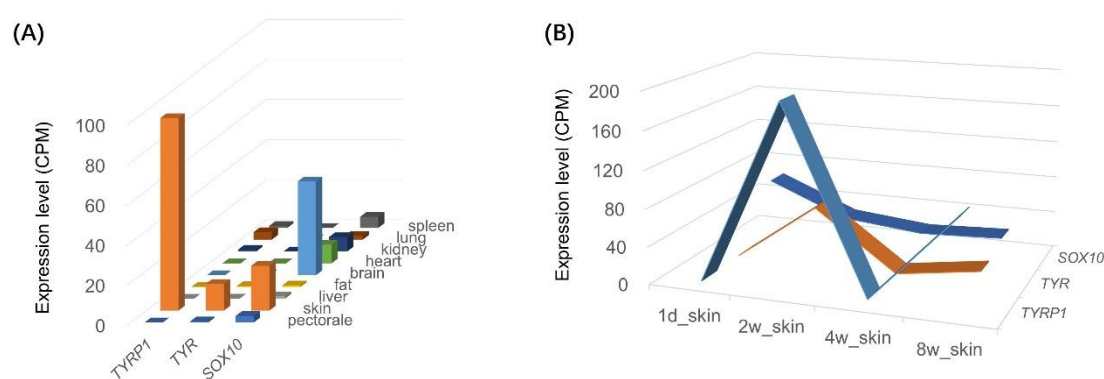 (A)
Expression level (CPM)
100
80
60
40
20
0
TYRP1
TYR
SOX10
spleen
lung
kidney
heart
brain
fat
liver
skin
pectorale
(B)
Expression level (CPM)
200
160
120
80
40
0
1d_skin
2w_skin
4w_skin
8w_skin
SOX10
TYR
TYRP1